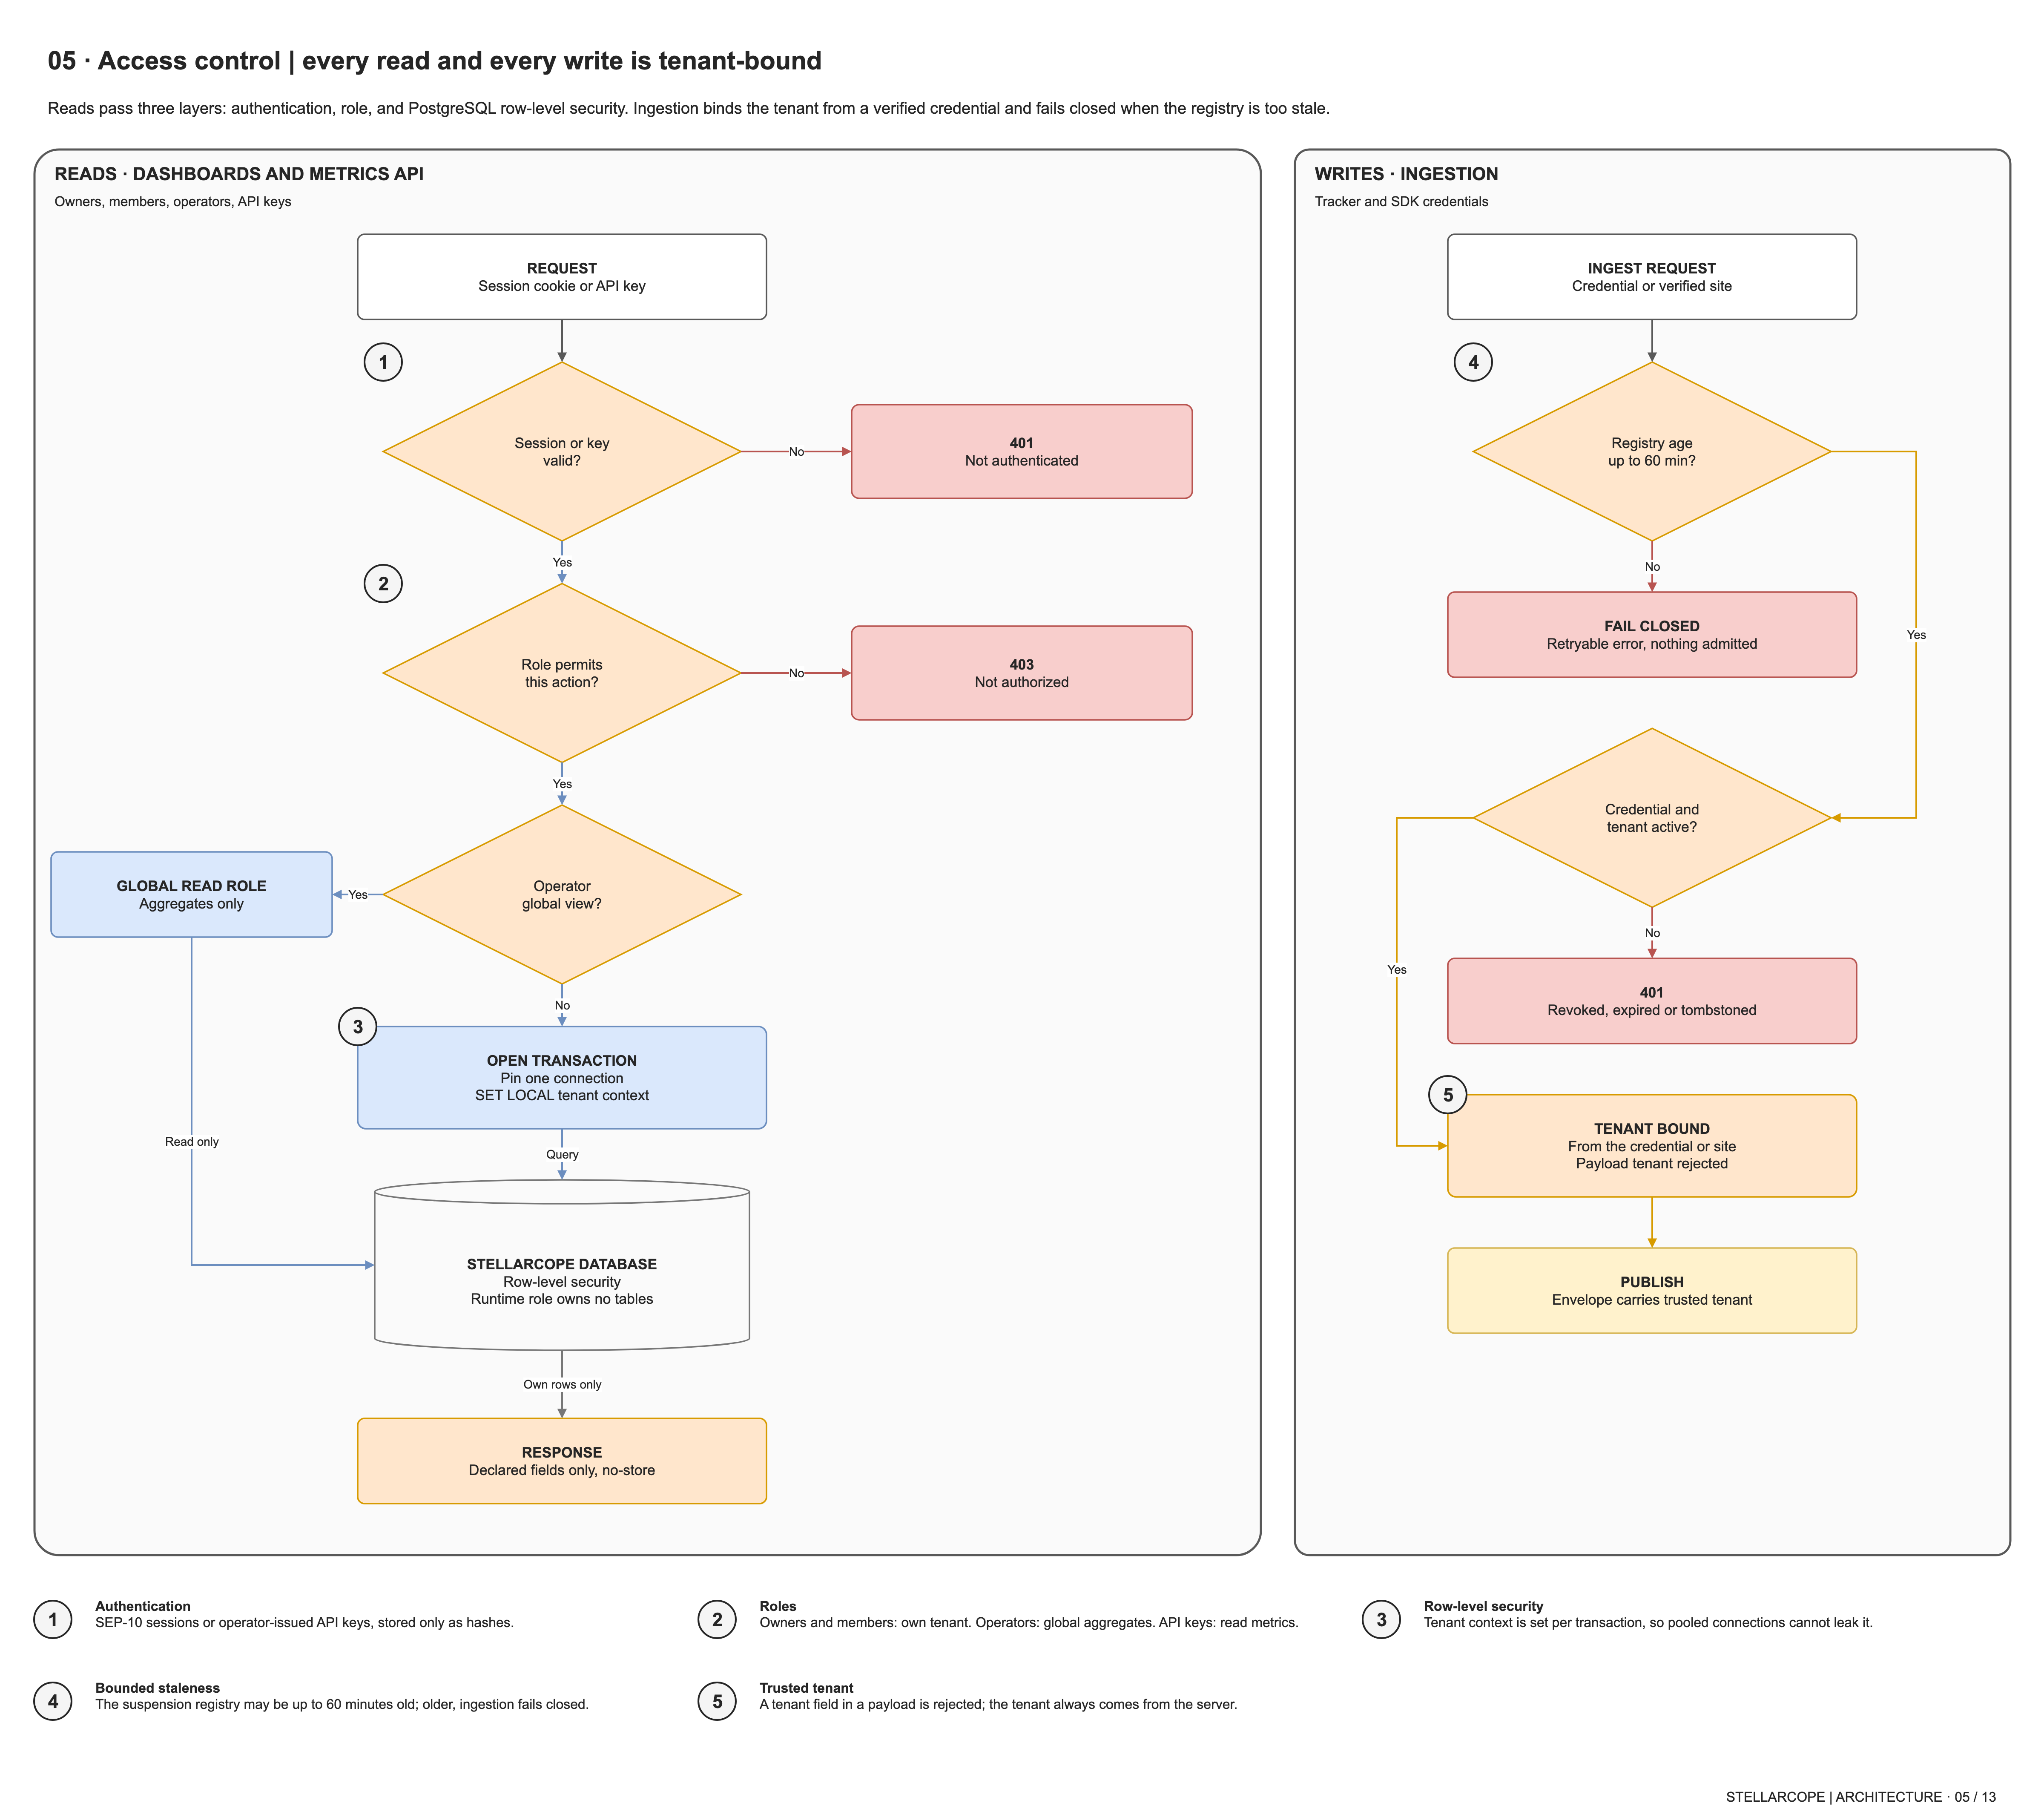 05 · Access control | every read and every write is tenant-bound
Reads pass three layers: authentication, role, and PostgreSQL row-level security. Ingestion binds the tenant from a verified credential and fails closed when the registry is too stale.
READS · DASHBOARDS AND METRICS API
Owners, members, operators, API keys
REQUEST
Session cookie or API key
1
Session or key
valid?
No
401
Not authenticated
Yes
2
Role permits
this action?
No
403
Not authorized
Yes
Operator
global view?
Yes
GLOBAL READ ROLE
Aggregates only
No
3
OPEN TRANSACTION
Pin one connection
SET LOCAL tenant context
Read only
Query
STELLARCOPE DATABASE
Row-level security
Runtime role owns no tables
Own rows only
RESPONSE
Declared fields only, no-store
WRITES · INGESTION
Tracker and SDK credentials
INGEST REQUEST
Credential or verified site
4
Registry age
up to 60 min?
No
Yes
FAIL CLOSED
Retryable error, nothing admitted
Credential and
tenant active?
No
Yes
401
Revoked, expired or tombstoned
5
TENANT BOUND
From the credential or site
Payload tenant rejected
PUBLISH
Envelope carries trusted tenant
1
Authentication
SEP-10 sessions or operator-issued API keys, stored only as hashes.
2
Roles
Owners and members: own tenant. Operators: global aggregates. API keys: read metrics.
3
Row-level security
Tenant context is set per transaction, so pooled connections cannot leak it.
4
Bounded staleness
The suspension registry may be up to 60 minutes old; older, ingestion fails closed.
5
Trusted tenant
A tenant field in a payload is rejected; the tenant always comes from the server.
STELLARCOPE | ARCHITECTURE · 05 / 13